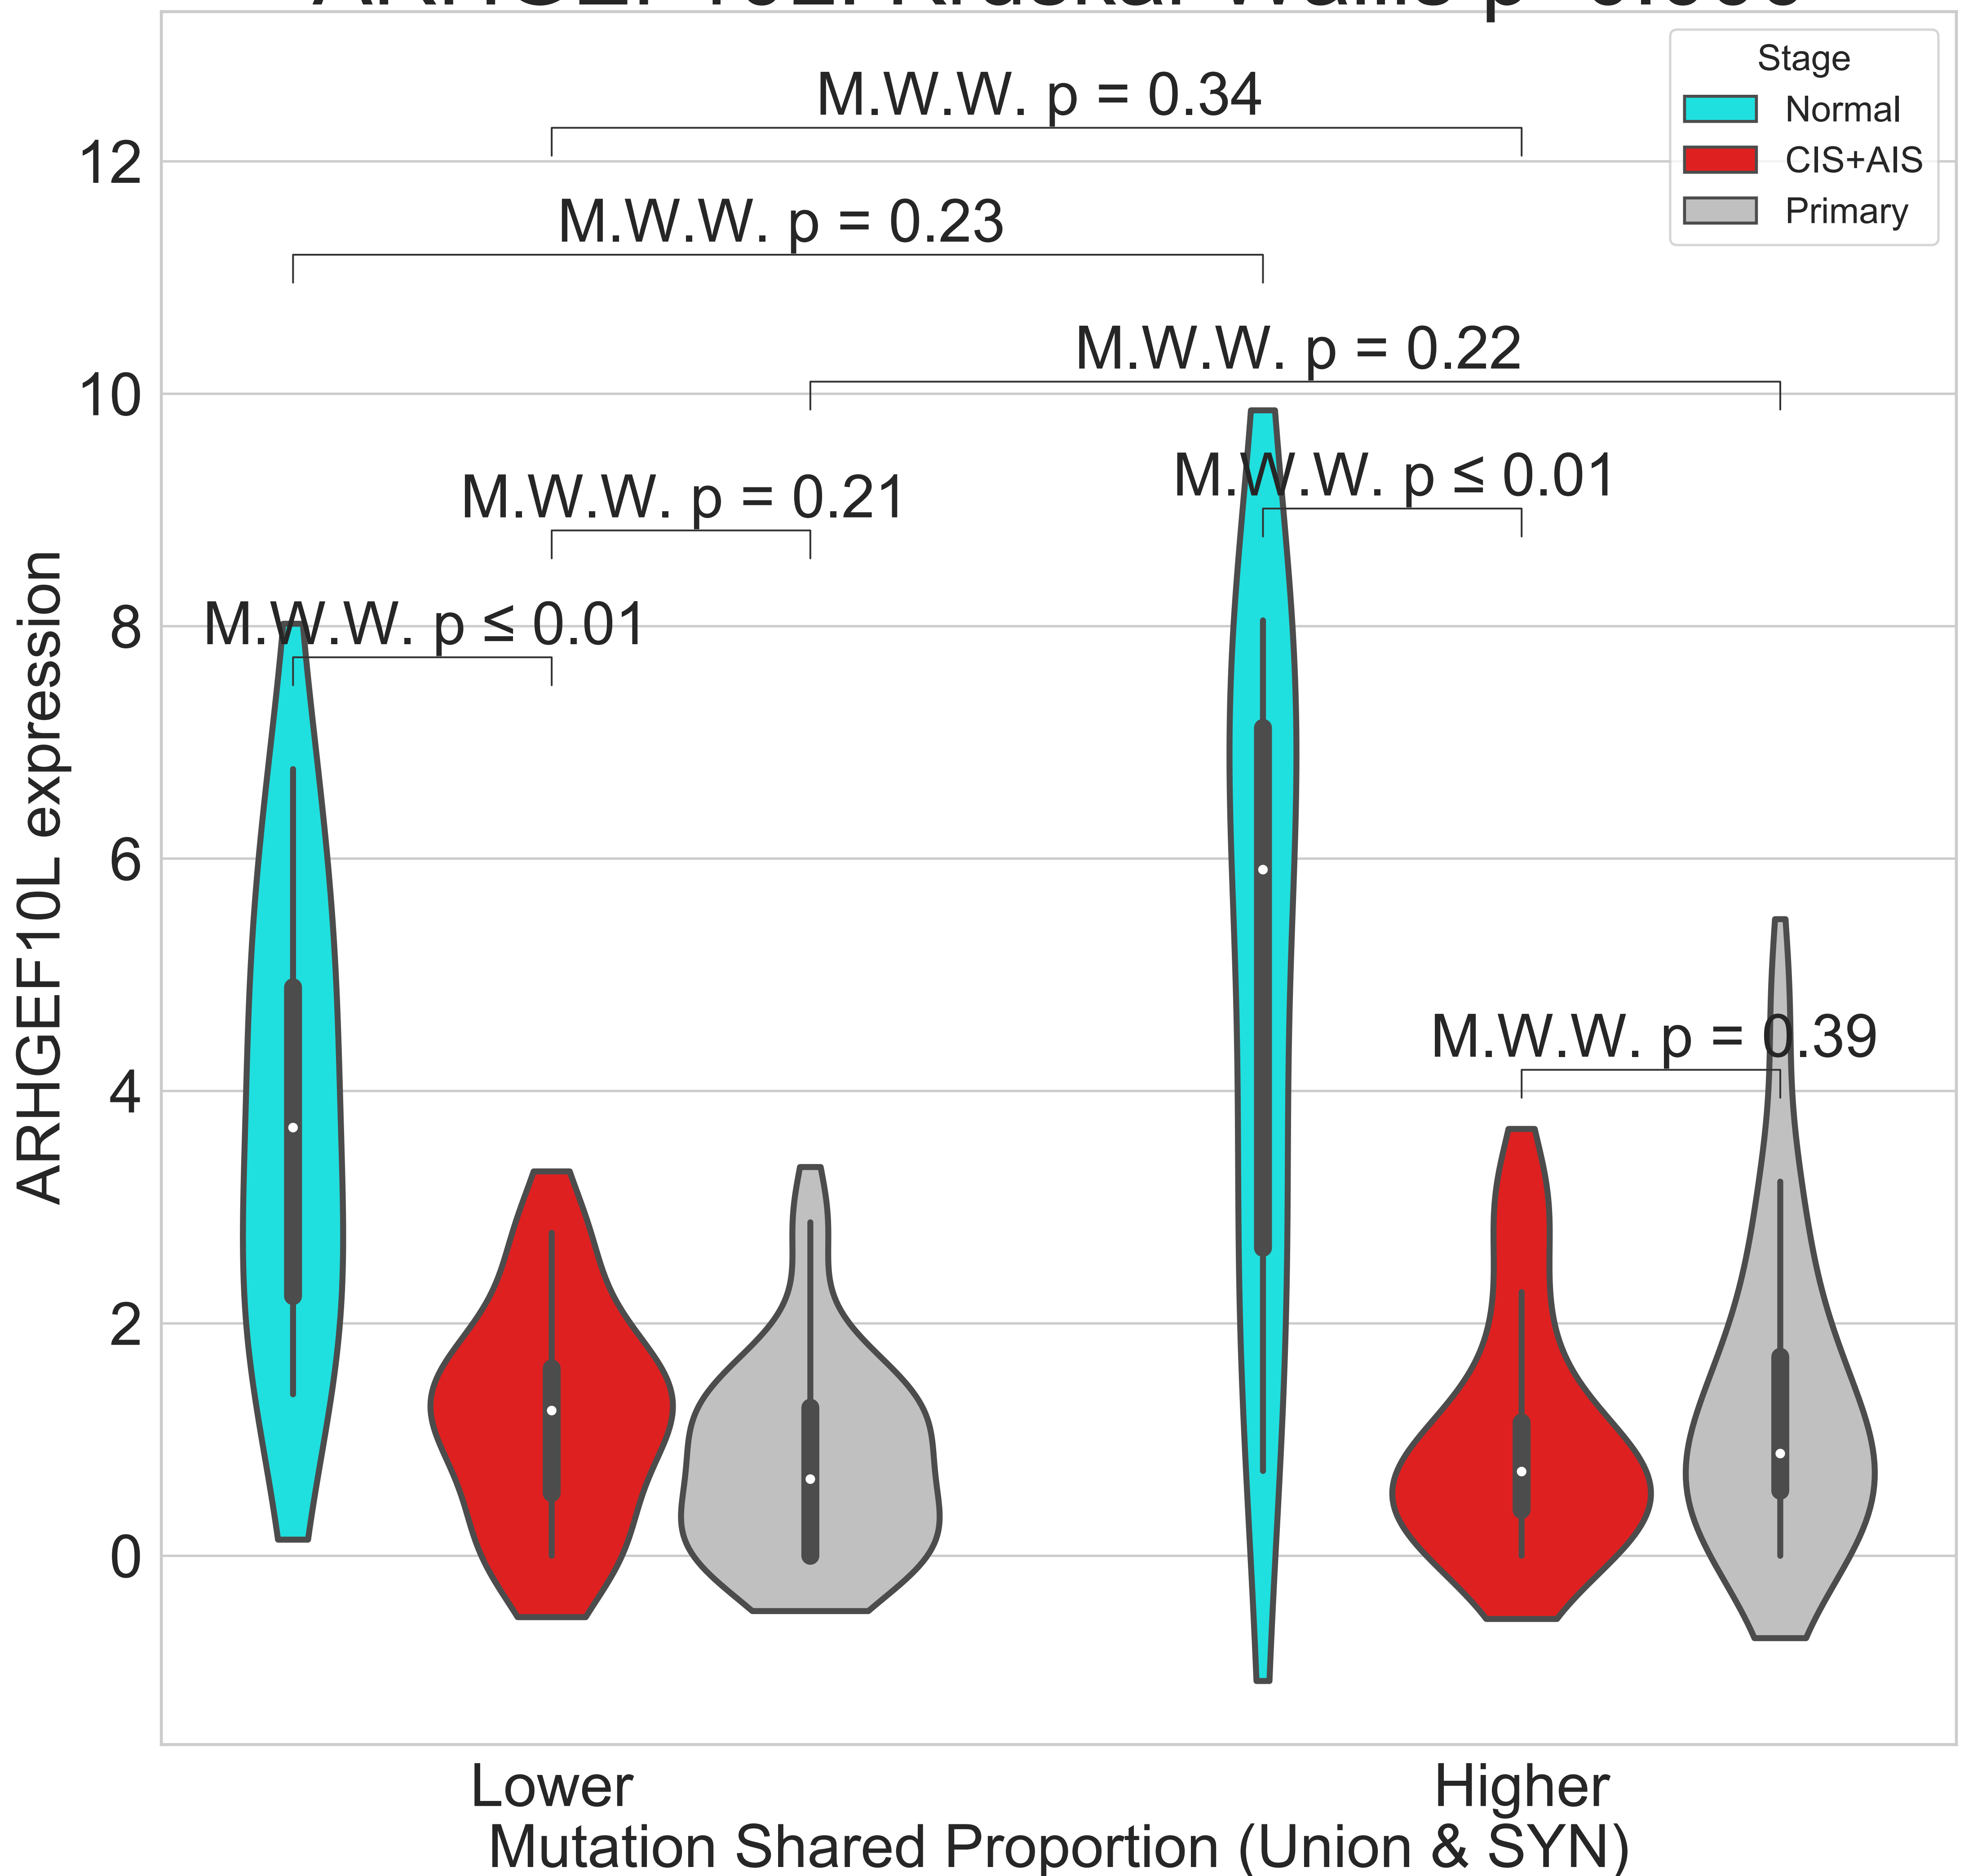 Stage
Normal
CIS+AIS
Primary
M.W.W. p = 0.34
M.W.W. p = 0.23
M.W.W. p = 0.22
M.W.W. p ≤ 0.01
M.W.W. p = 0.21
M.W.W. p ≤ 0.01
M.W.W. p = 0.39
12
10
8
6
4
2
0
ARHGEF10L expression
Lower
Higher
Mutation Shared Proportion (Union & SYN)